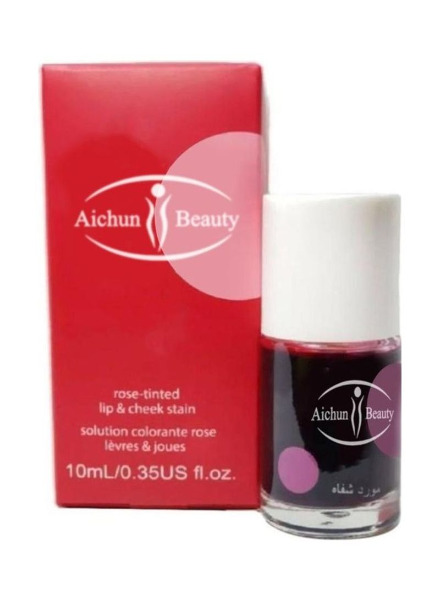 Aichun Beauty
rose-tinted
lip & cheek stain
solution colorante rose
lèvres & joues
10mL/0.35US fl.oz.
Aichun Beauty
مورد شفاه